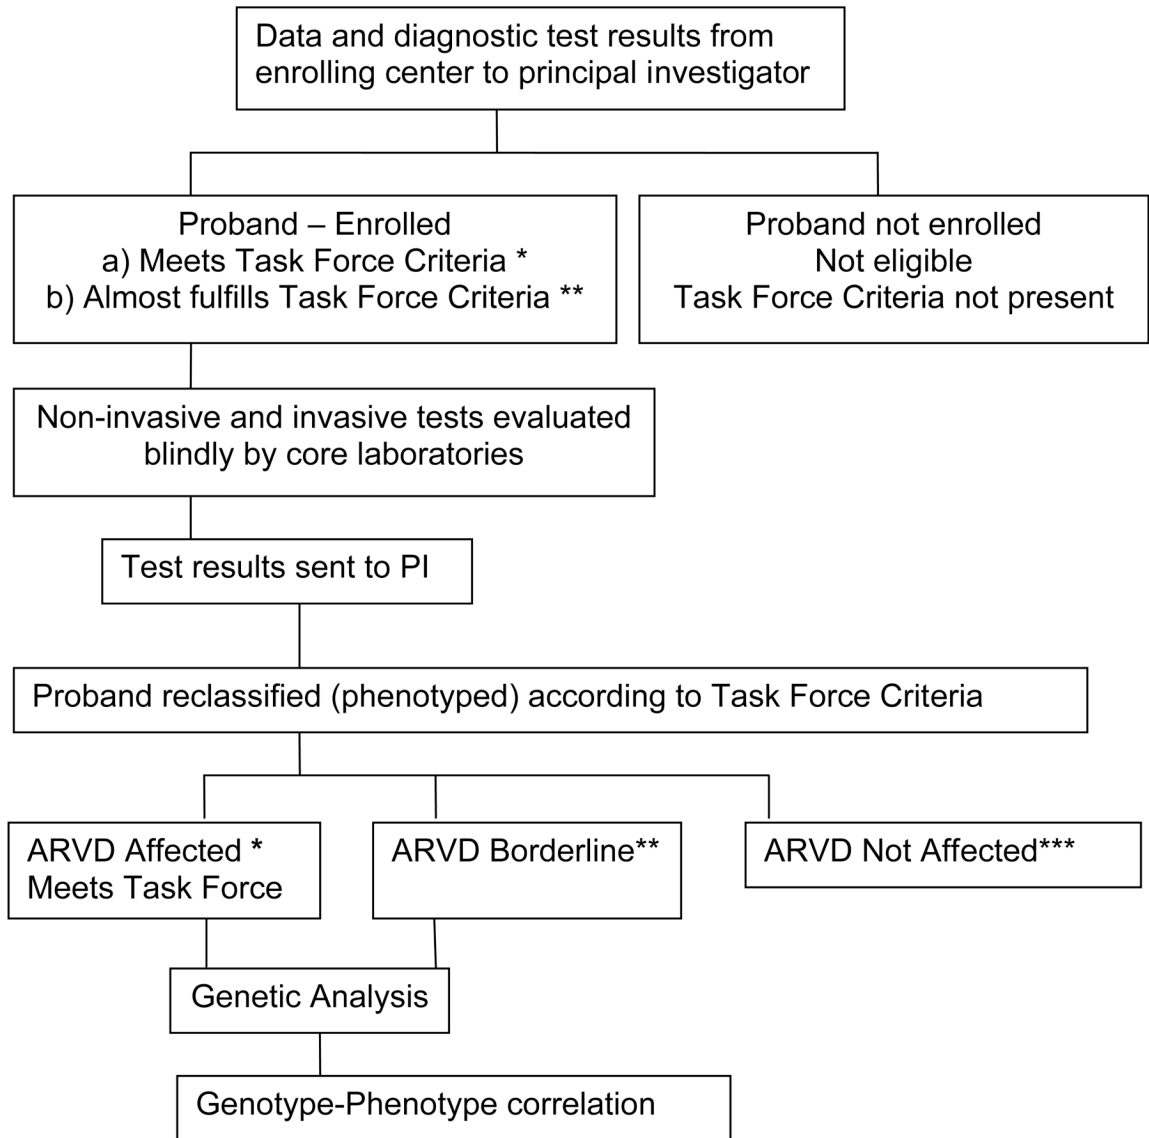 Data and diagnostic test results from
enrolling center to principal investigator
Proband – Enrolled
a) Meets Task Force Criteria *
b) Almost fulfills Task Force Criteria **
Proband not enrolled
Not eligible
Task Force Criteria not present
Non-invasive and invasive tests evaluated
blindly by core laboratories
Test results sent to PI
Proband reclassified (phenotyped) according to Task Force Criteria
ARVD Affected *
Meets Task Force
ARVD Borderline**
ARVD Not Affected***
Genetic Analysis
Genotype-Phenotype correlation